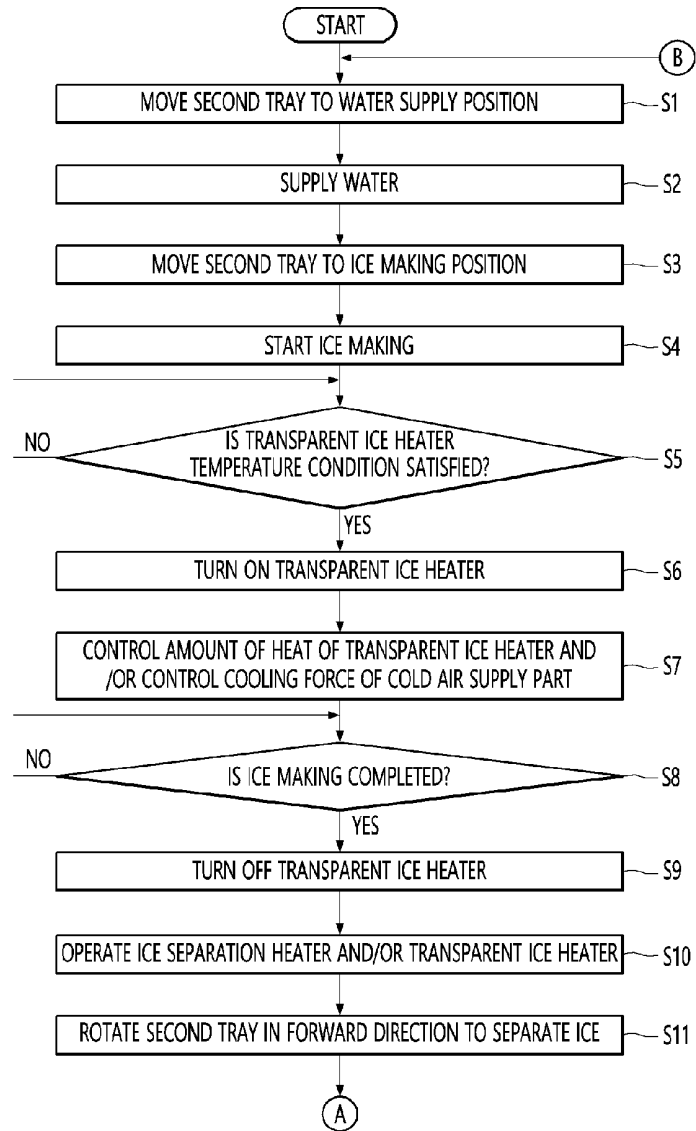 START
B
MOVE SECOND TRAY TO WATER SUPPLY POSITION
S1
SUPPLY WATER
S2
MOVE SECOND TRAY TO ICE MAKING POSITION
S3
START ICE MAKING
S4
NO
IS TRANSPARENT ICE HEATER
TEMPERATURE CONDITION SATISFIED?
S5
YES
TURN ON TRANSPARENT ICE HEATER
S6
CONTROL AMOUNT OF HEAT OF TRANSPARENT ICE HEATER AND
/OR CONTROL COOLING FORCE OF COLD AIR SUPPLY PART
S7
NO
IS ICE MAKING COMPLETED?
S8
YES
TURN OFF TRANSPARENT ICE HEATER
S9
OPERATE ICE SEPARATION HEATER AND/OR TRANSPARENT ICE HEATER
S10
ROTATE SECOND TRAY IN FORWARD DIRECTION TO SEPARATE ICE
S11
A